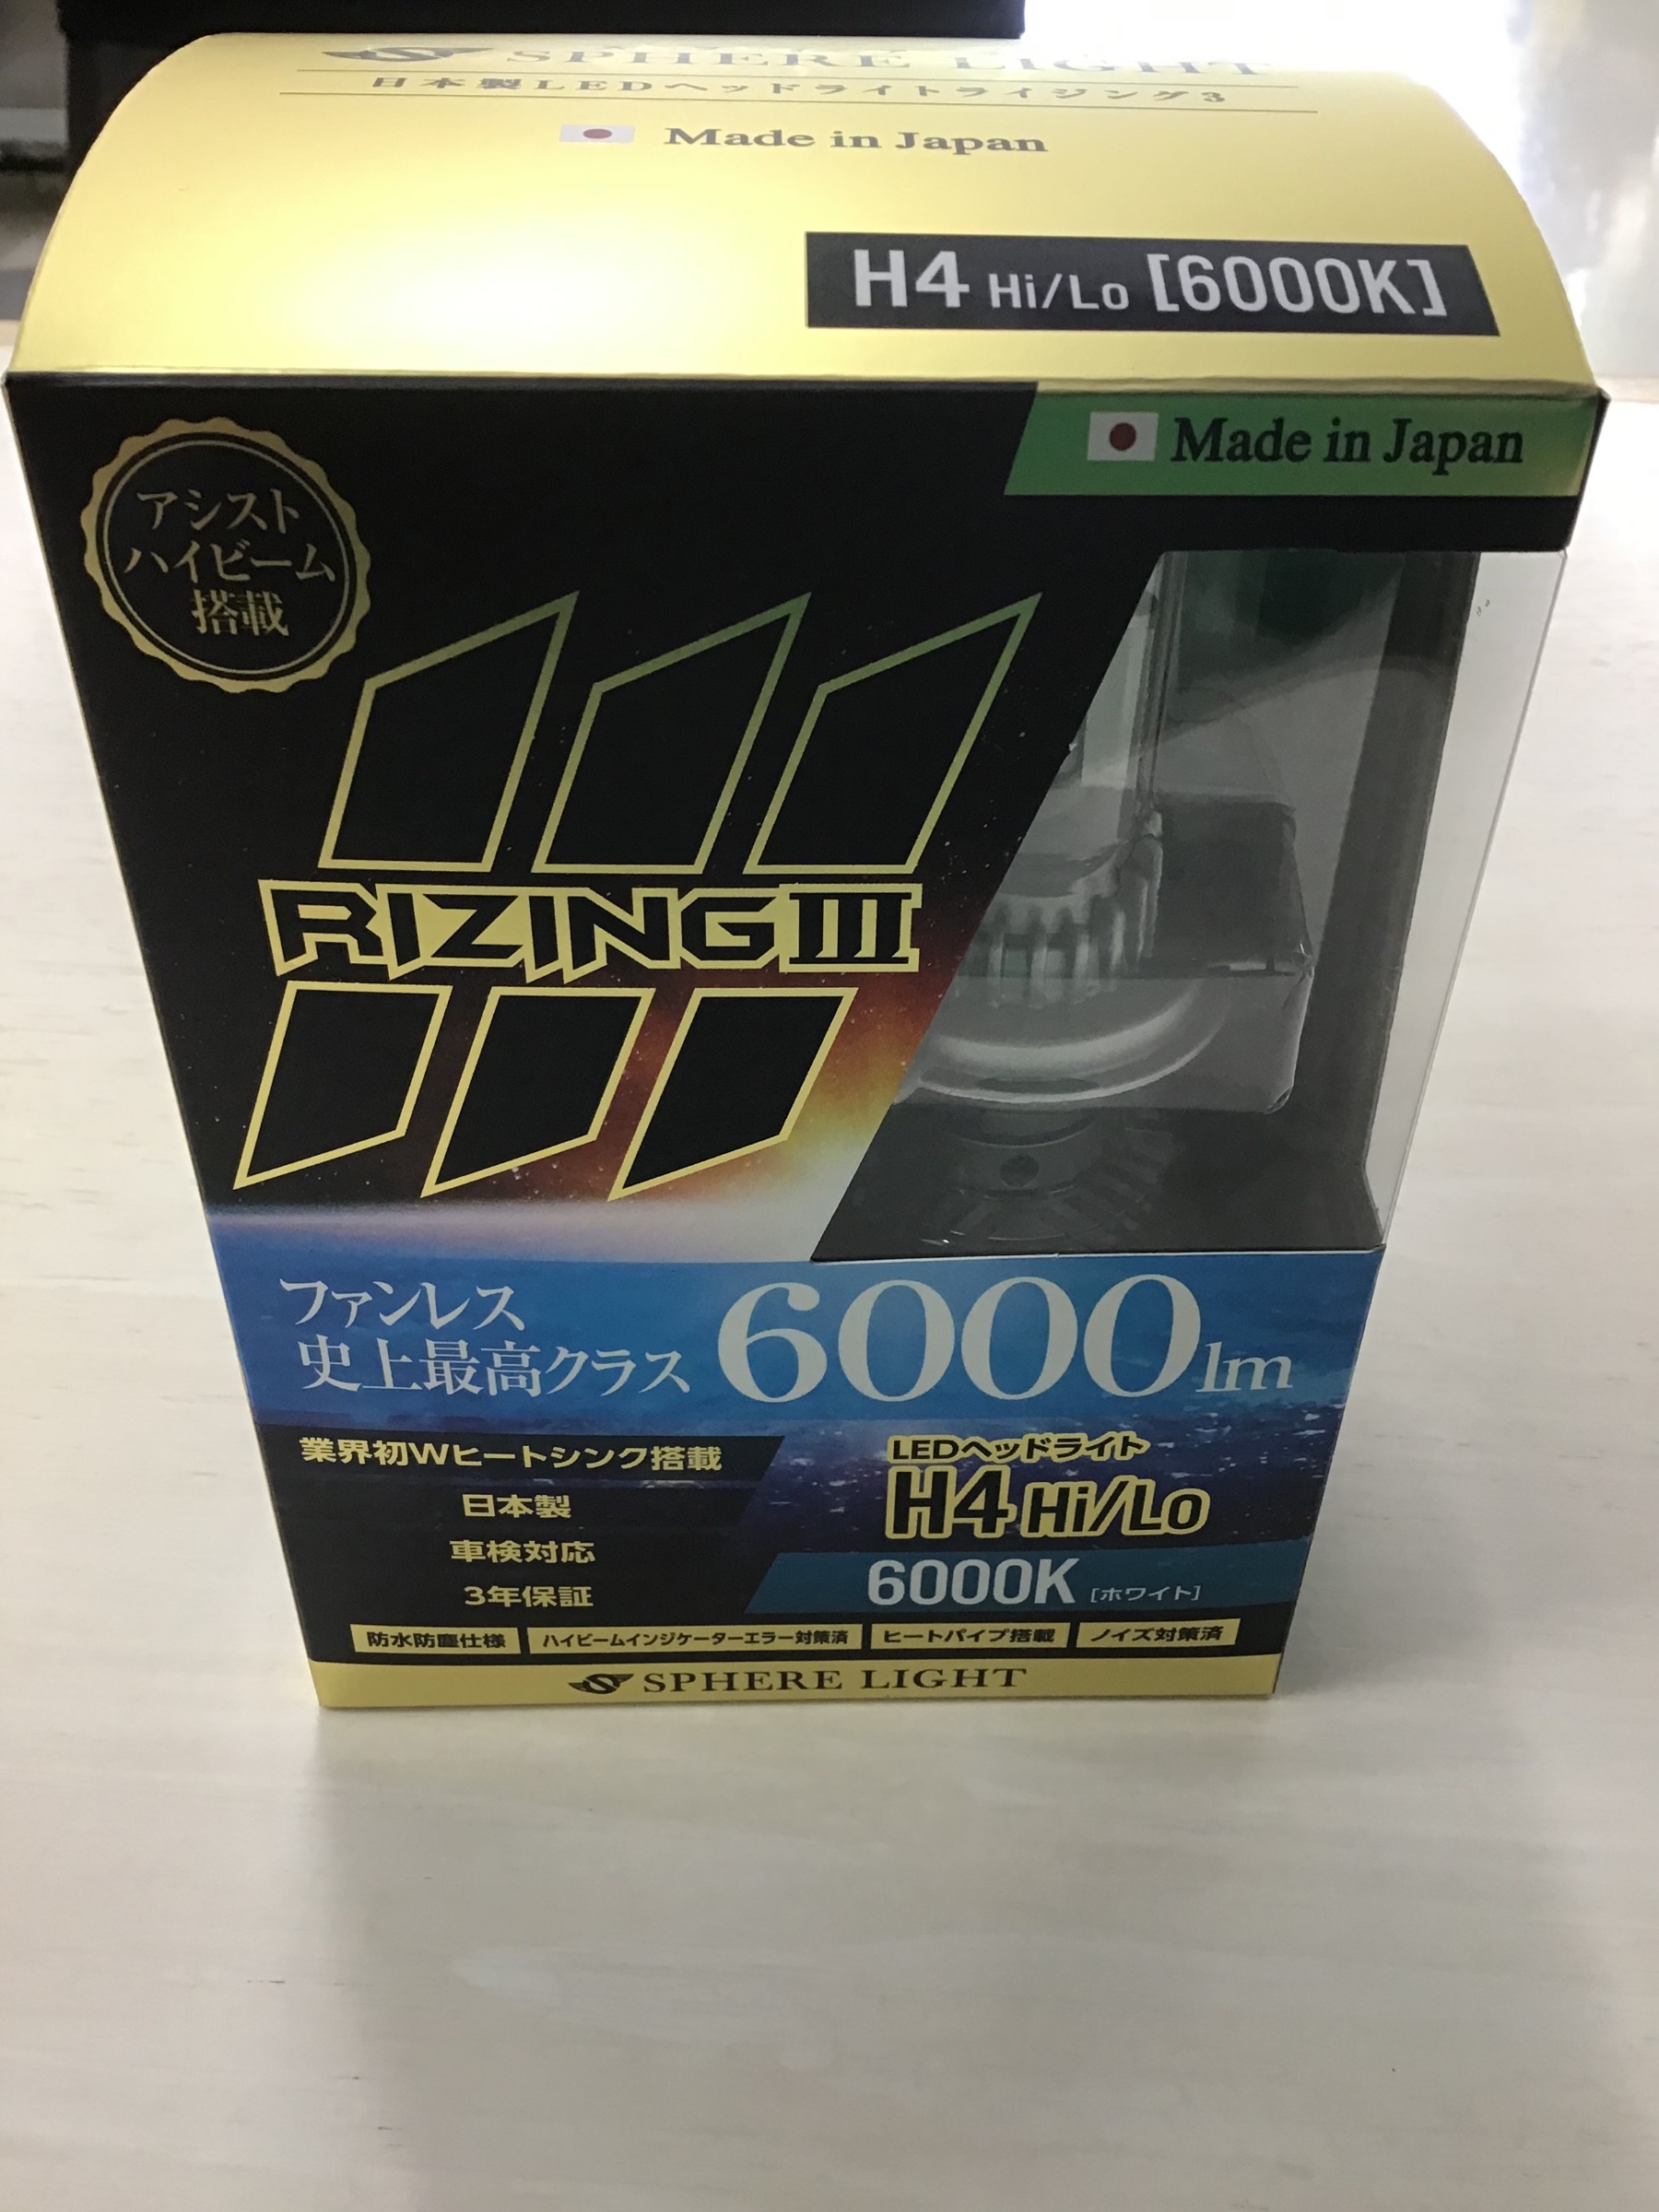 SPHERE LIGHT
日本製LEDヘッドライトライジング3
Made in Japan
H4 Hi/Lo [6000K]
Made in Japan
アシスト
ハイビーム
搭載
RIZINGIII
ファンレス
史上最高クラス 6000lm
業界初Wヒートシンク搭載
日本製
車検対応
3年保証
LEDヘッドライト
H4 Hi/Lo
6000K [ホワイト]
防水防塵仕様 ハイビームインジケーターエラー対策済 ヒートパイプ搭載 ノイズ対策済
SPHERE LIGHT